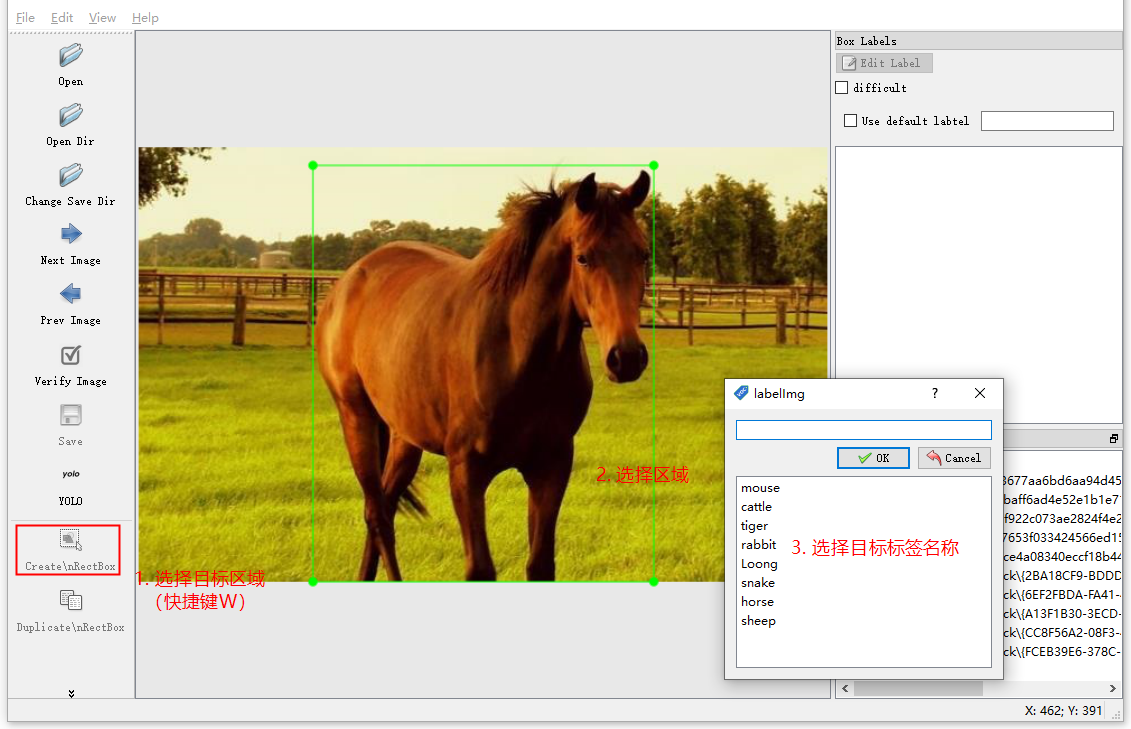 File Edit View Help
Open
Open Dir
Change Save Dir
Next Image
Prev Image
Verify Image
Save
yolo
YOLO
Create\nRectBox
Duplicate\nRectBox
1. 选择目标区域
（快捷键W）
2. 选择区域
Box Labels
Edit Label
difficult
Use default labtel
labelImg
?
OK Cancel
mouse
cattle
tiger
rabbit
Loong
snake
horse
sheep
3. 选择目标标签名称
8677aa6bd6aa94d45
baff6ad4e52e1b1e71
f922c073ae2824f4e2
7653f033424566ed15
ce4a08340eccf18b44
ck\{2BA18CF9-BDDD
ck\{6EF2FBDA-FA41-
ck\{A13F1B30-3ECD-
ck\{CC8F56A2-08F3-
ck\{FCEB39E6-378C-
X: 462; Y: 391